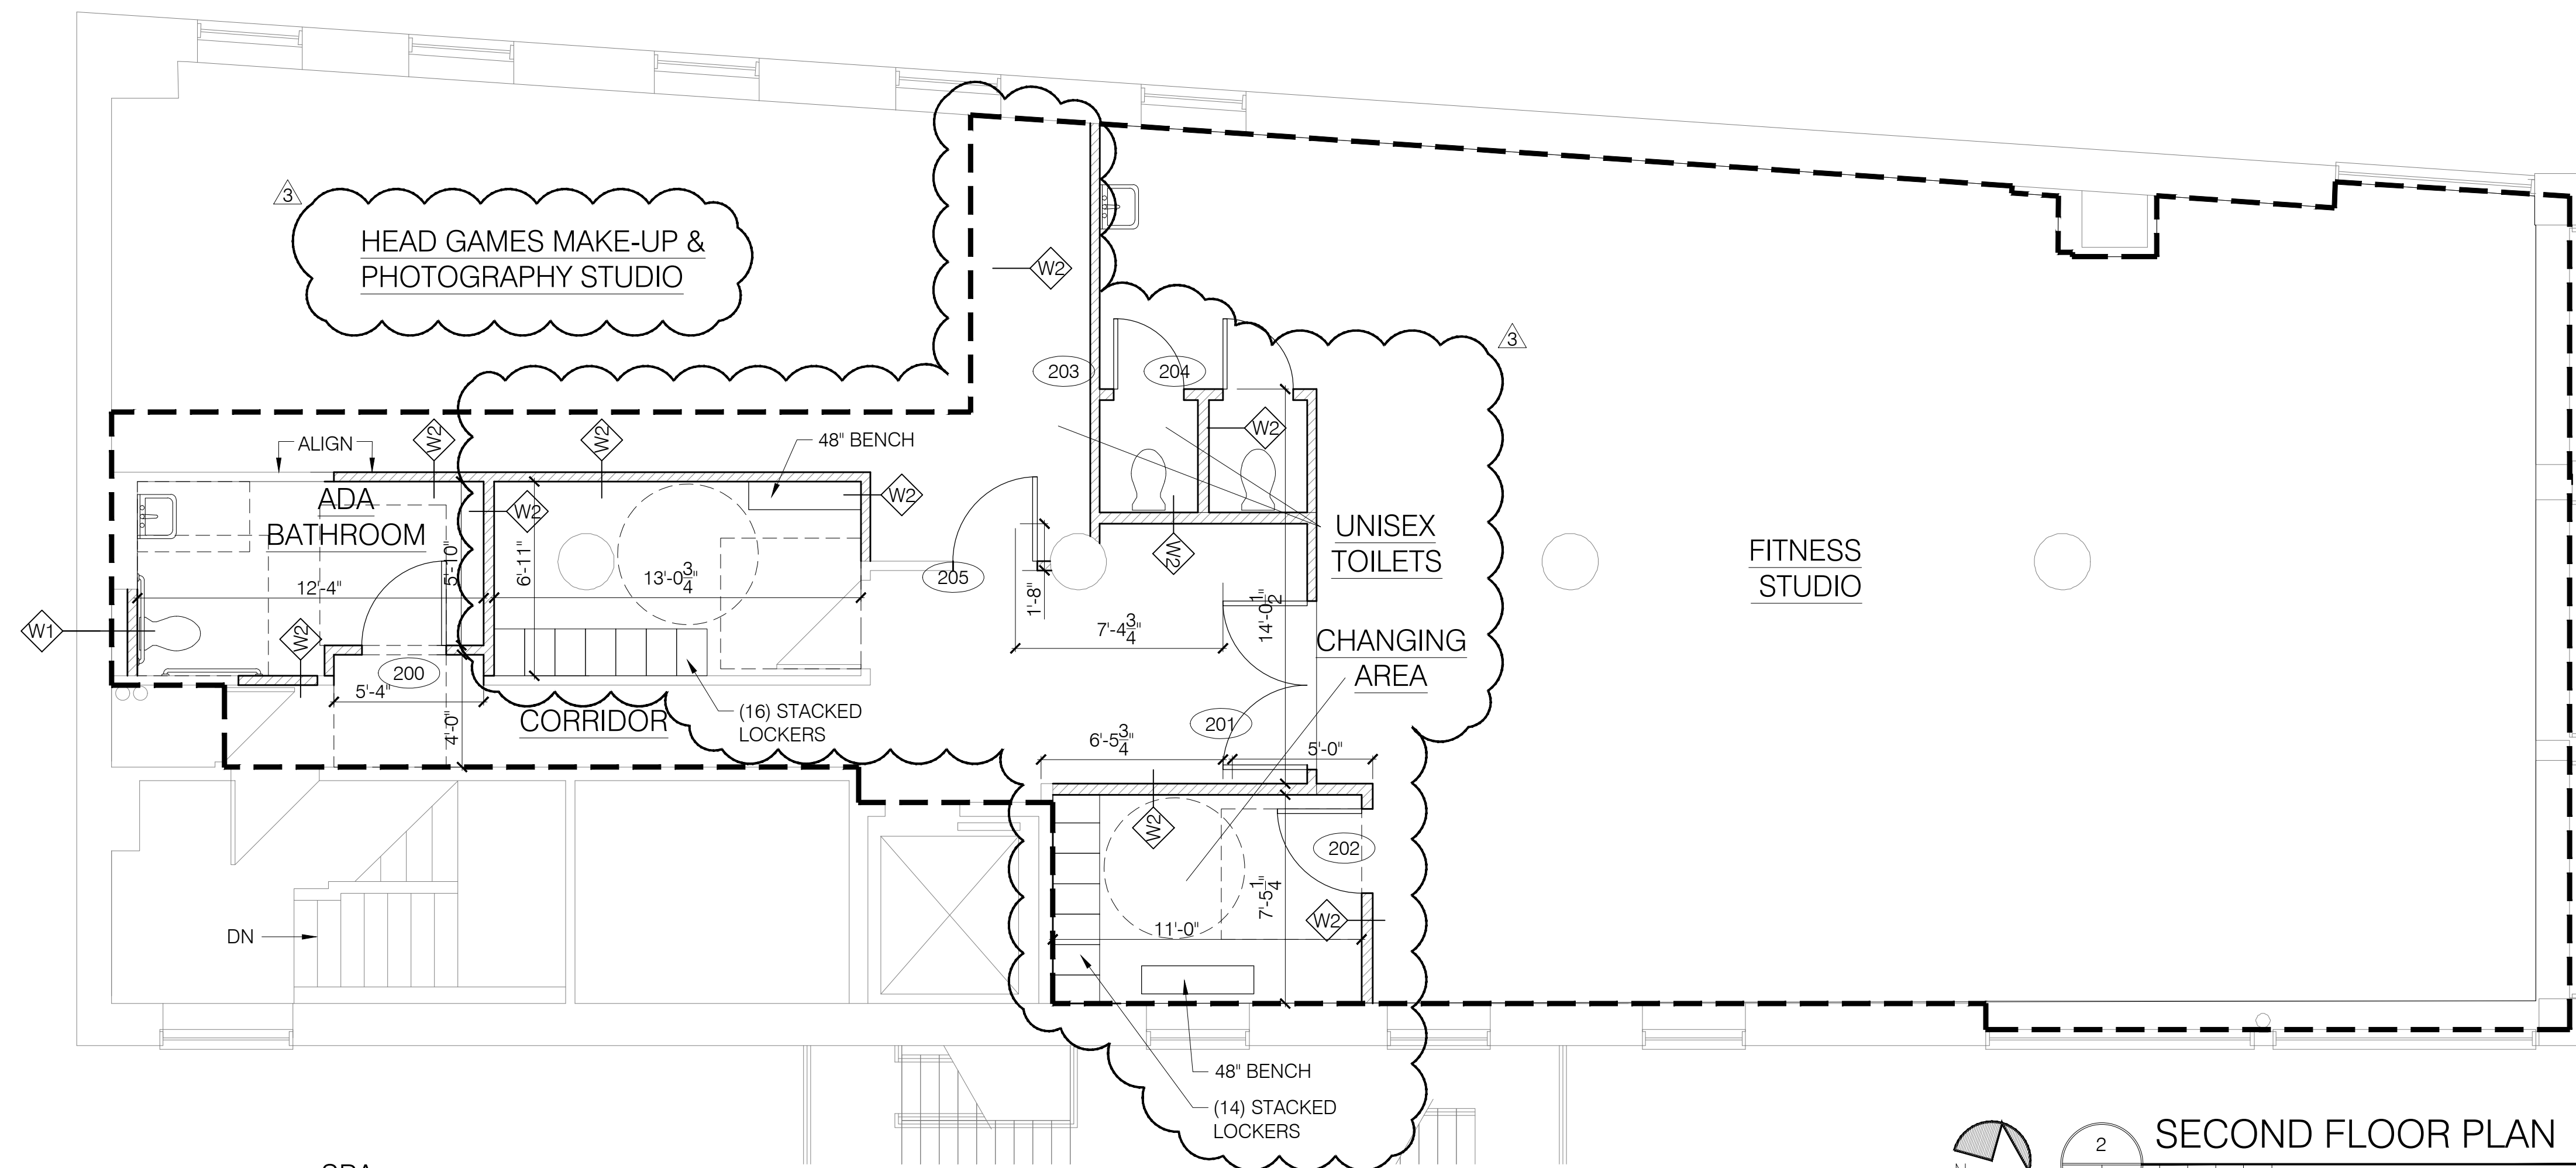 3
HEAD GAMES MAKE-UP &
PHOTOGRAPHY STUDIO
W2
3
203
204
W2
ALIGN
W2
W2
48" BENCH
W2
ADA
BATHROOM
W2
UNISEX
TOILETS
FITNESS
STUDIO
5'-10"
6'-11"
12'-4"
13'-0 3/4"
205
W2
1'-8"
7'-4 3/4"
14'-0 1/2"
W1
W2
CHANGING
AREA
200
5'-4"
4'-0"
CORRIDOR
(16) STACKED
LOCKERS
201
6'-5 3/4"
5'-0"
W2
202
7'-5 1/4"
W2
11'-0"
DN
48" BENCH
(14) STACKED
LOCKERS
2
SECOND FLOOR PLAN